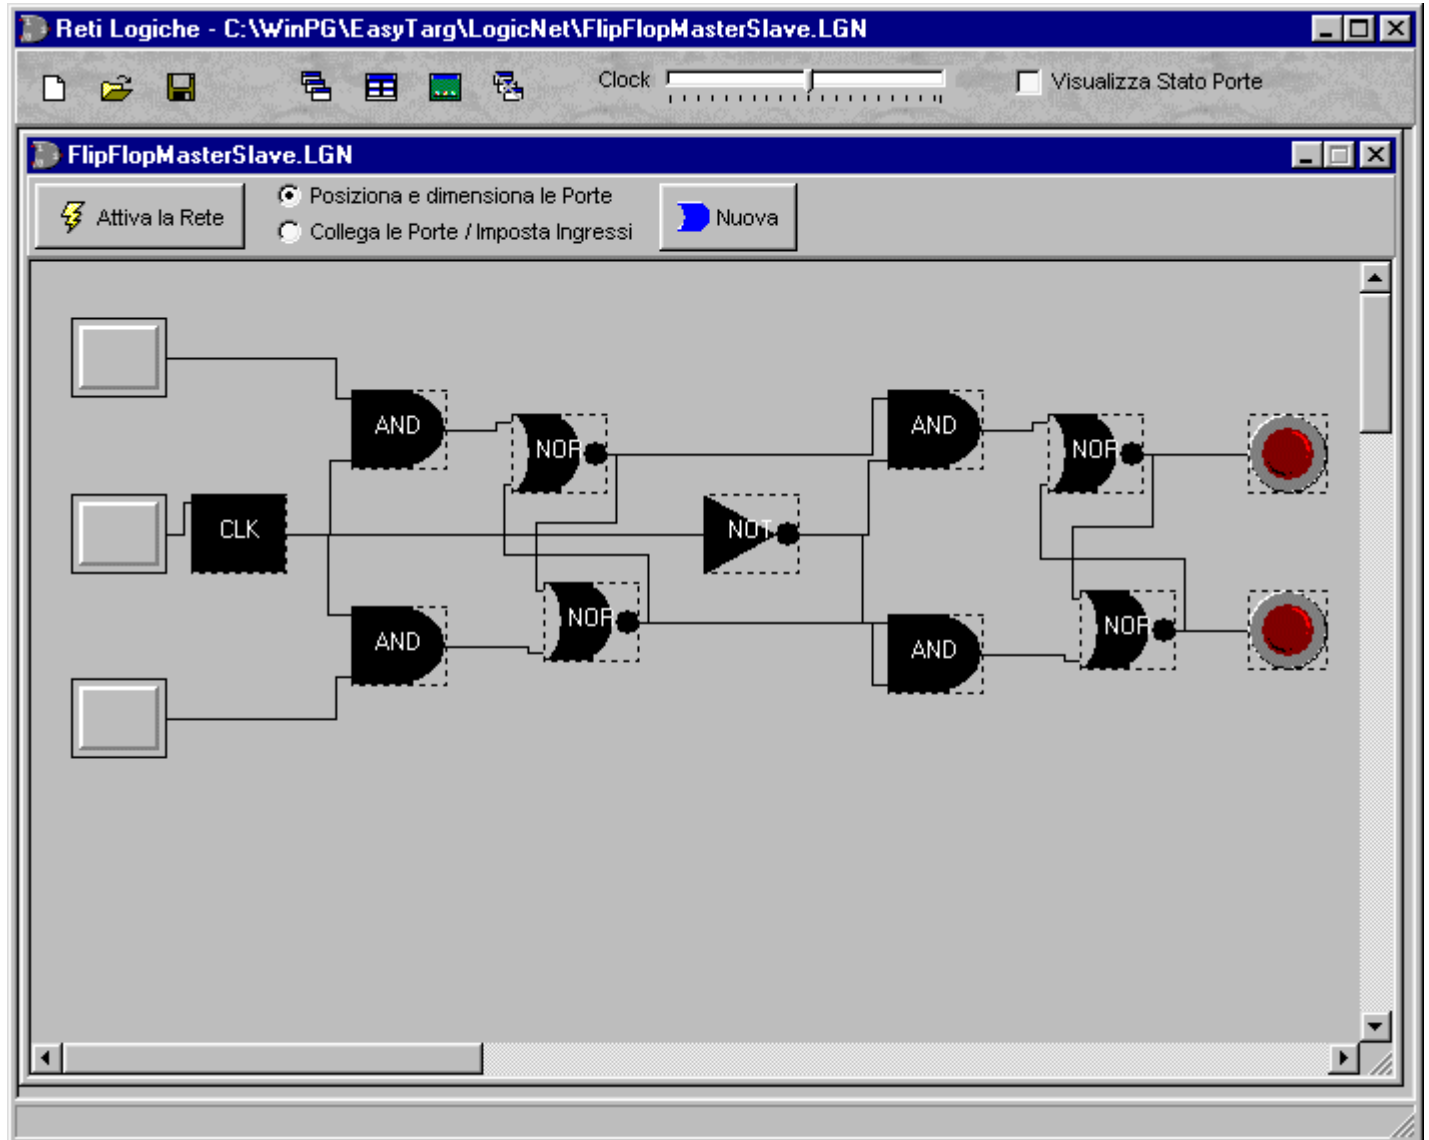 Reti Logiche - C:\WinPG\EasyTarg\LogicNet\FlipFlopMasterSlave.LGN
Clock
Visualizza Stato Porte
FlipFlopMasterSlave.LGN
Attiva la Rete
Posiziona e dimensiona le Porte
Collega le Porte / Imposta Ingressi
Nuova
AND NOR AND NOR
CLK NOT
AND NOR AND NOR